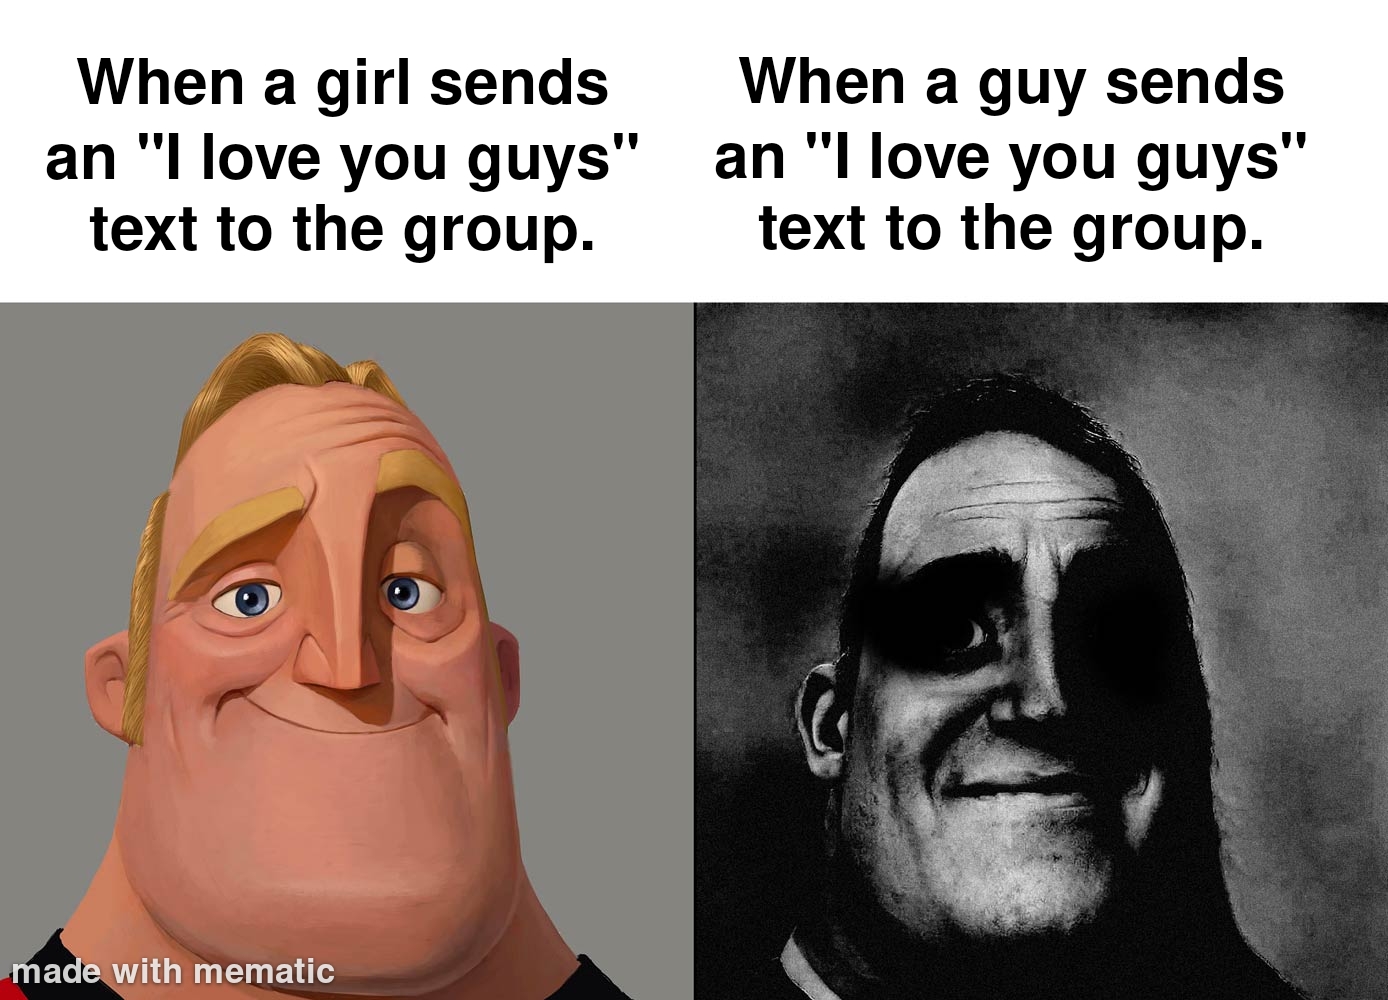 When a girl sends
an "I love you guys"
text to the group.
When a guy sends
an "I love you guys"
text to the group.
made with mematic